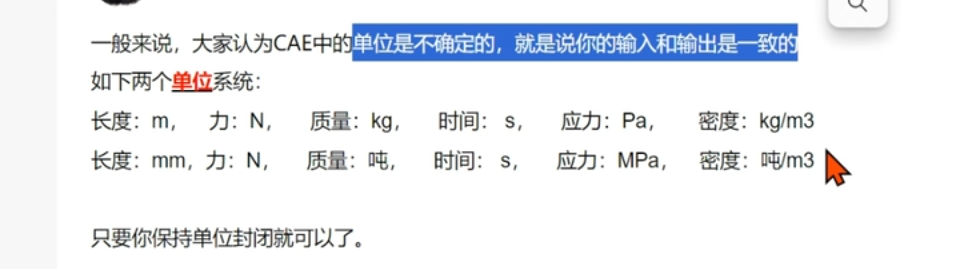 一般来说，大家认为CAE中的单位是不确定的，就是说你的输入和输出是一致的
如下两个单位系统：
长度：m， 力：N， 质量：kg， 时间： s， 应力：Pa， 密度：kg/m3
长度：mm，力：N， 质量：吨， 时间： s， 应力：MPa， 密度：吨/m3
只要你保持单位封闭就可以了。